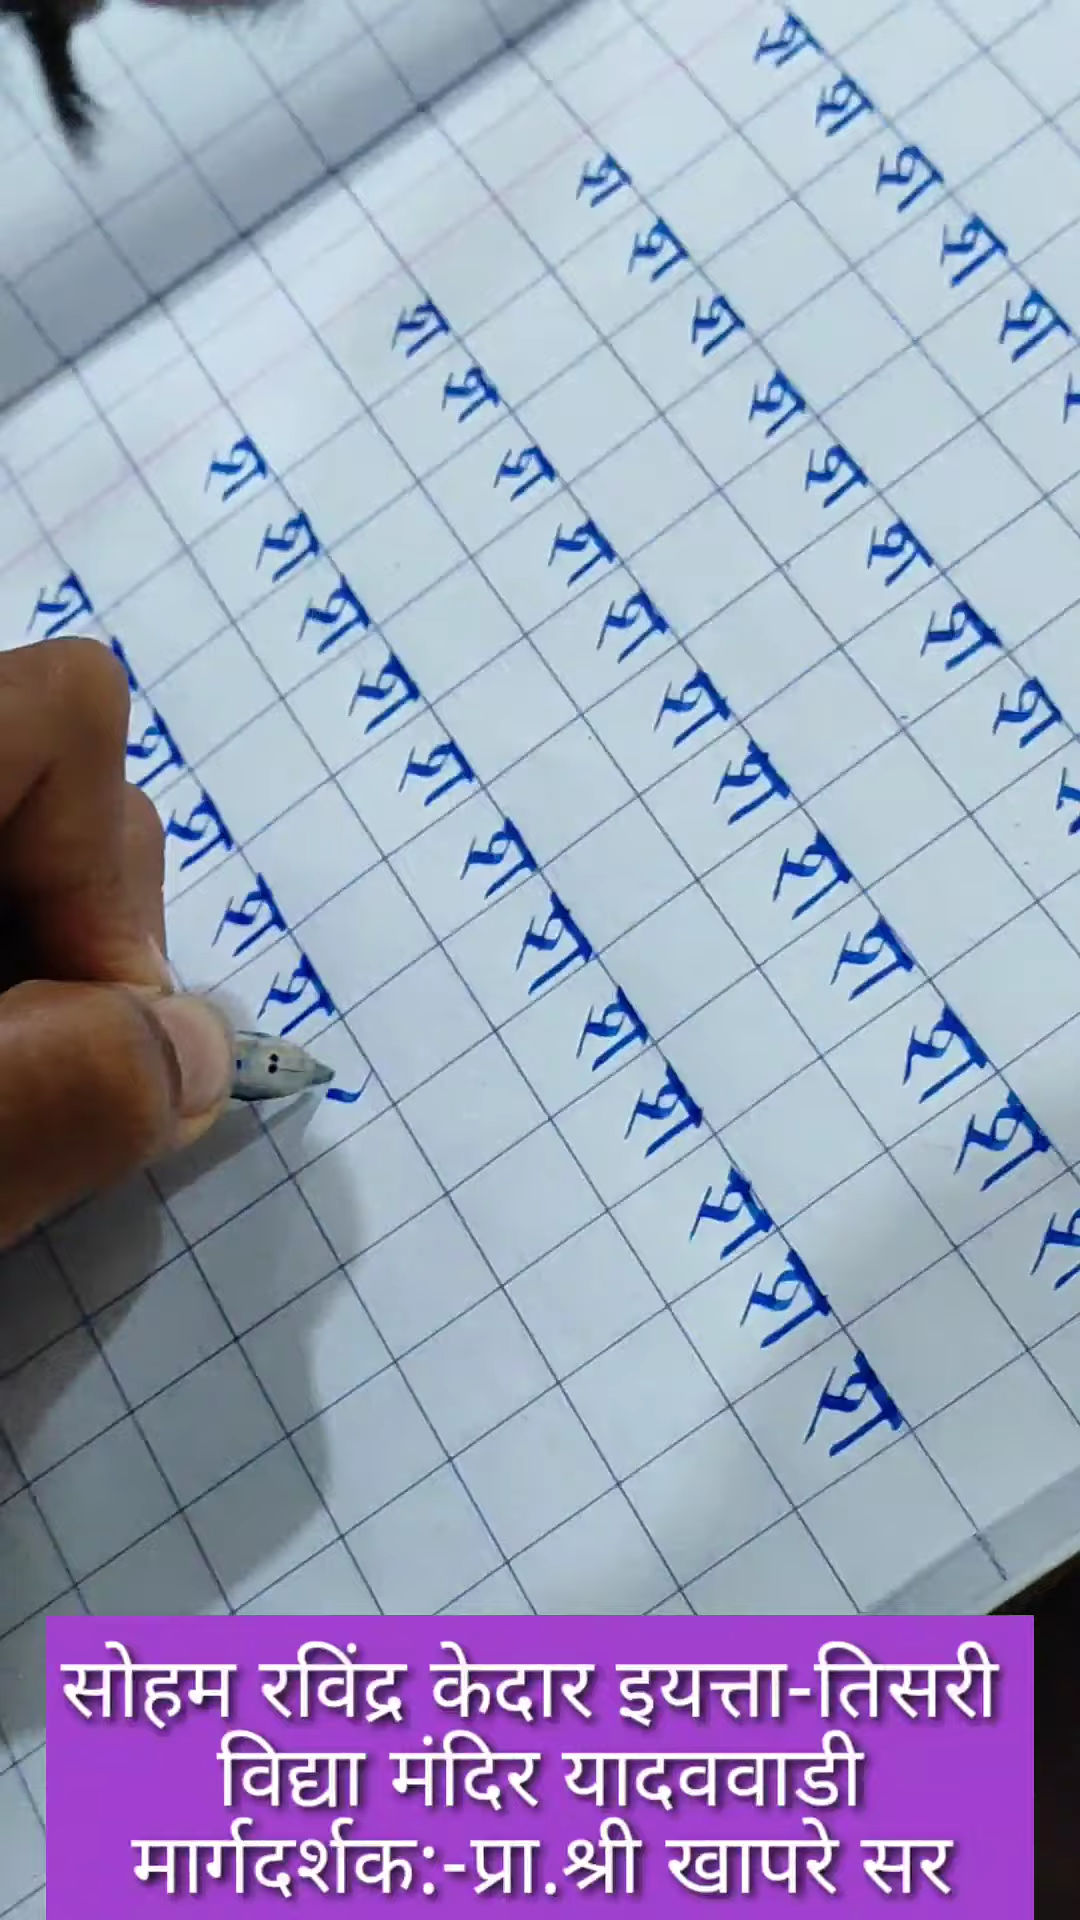 श श श श श
श श श श श श श श
श श श श श श श श श श श श
श श श श श श श श श श श श
श श श श श
सोहम रविंद्र केदार इयत्ता-तिसरी
विद्या मंदिर यादववाडी
मार्गदर्शक:-प्रा.श्री खापरे सर